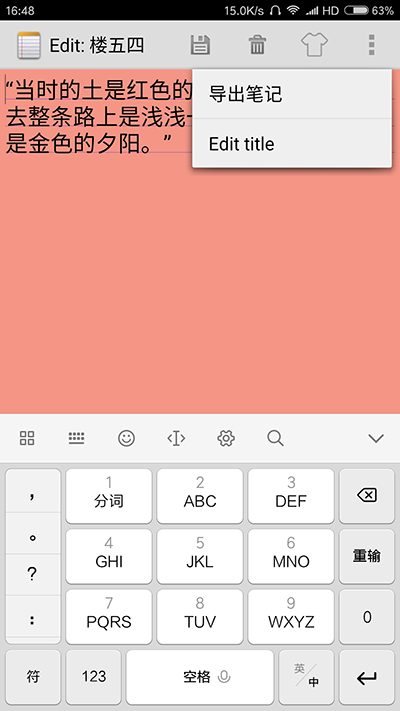 16:48
15.0K/s HD 63%
Edit: 楼五四
导出笔记
Edit title
“当时的土是红色的
去整条路上是浅浅
是金色的夕阳。”
，
1
分词
2
ABC
3
DEF
。
4
GHI
5
JKL
6
MNO
重输
?
7
PQRS
8
TUV
9
WXYZ
0
:
符
123
空格
英/中